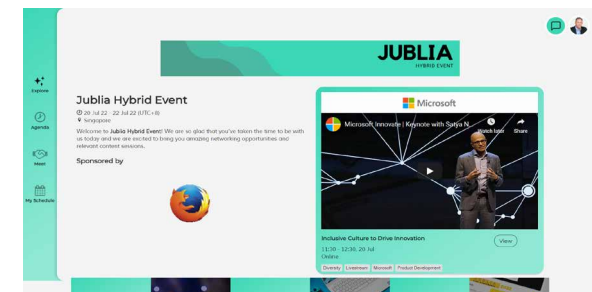 JUBLIA
HYBRID EVENT
Explore
Agenda
Meet
My Schedule
Jublia Hybrid Event
20 Jul 22 - 22 Jul 22 (UTC+8)
Singapore
Welcome to Jublia Hybrid Event! We are so glad that you've taken the time to be with
us today and we are excited to bring you amazing networking opportunities and
relevant content sessions.
Sponsored by
Microsoft
Microsoft Innovate | Keynote with Satya N...
Watch later
Share
Inclusive Culture to Drive Innovation
View
11:30 - 12:30, 20 Jul
Online
Diversity
Livestream
Microsoft
Product Development